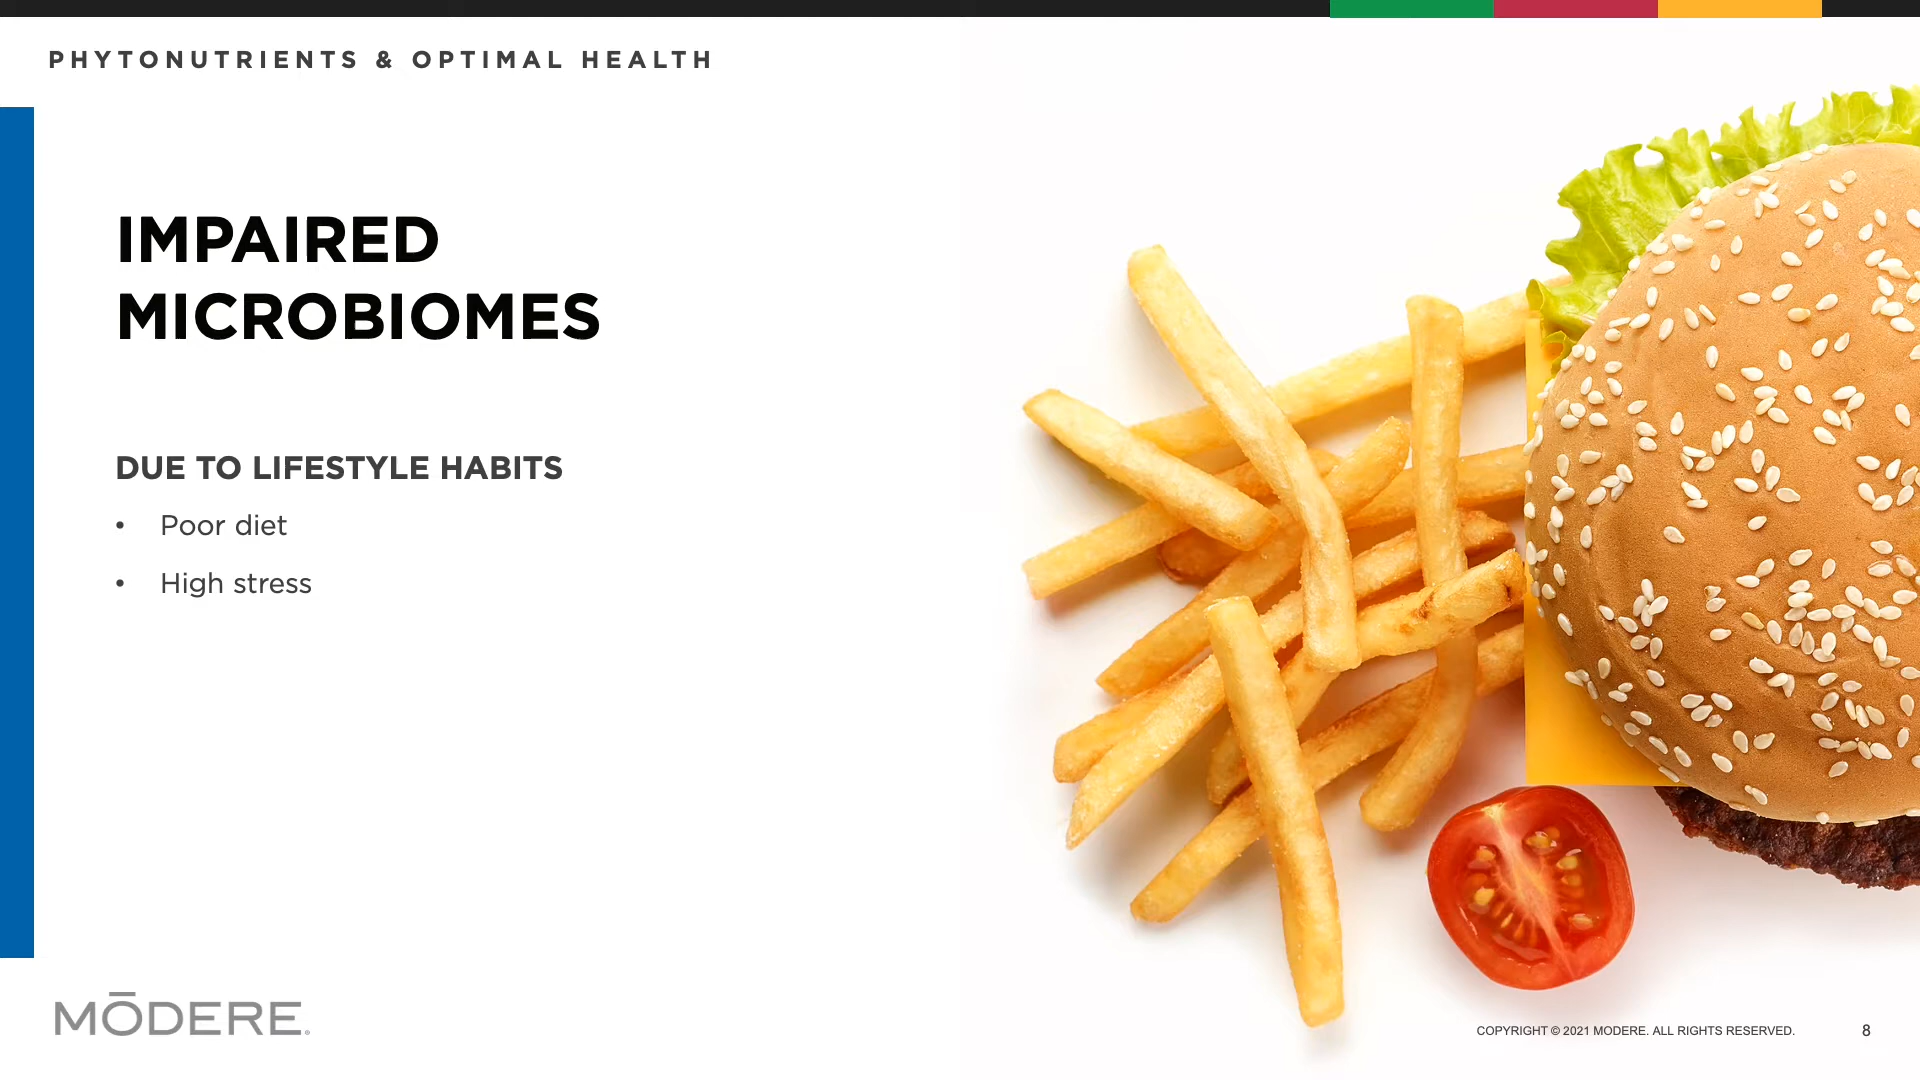 PHYTONUTRIENTS & OPTIMAL HEALTH
IMPAIRED
MICROBIOMES
DUE TO LIFESTYLE HABITS
• Poor diet
• High stress
MŌDERE®
COPYRIGHT © 2021 MODERE. ALL RIGHTS RESERVED.
8